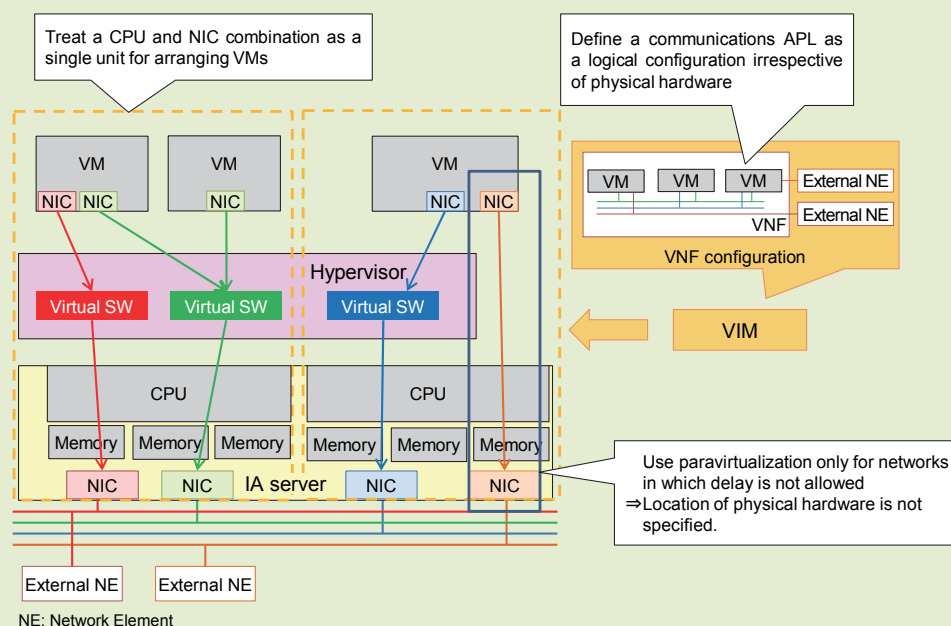 Treat a CPU and NIC combination as a
single unit for arranging VMs
Define a communications APL as
a logical configuration irrespective
of physical hardware
VM
VM
VM
NIC
NIC
NIC
NIC
NIC
VM
VM
VM
External NE
External NE
VNF
VNF configuration
Hypervisor
Virtual SW
Virtual SW
Virtual SW
VIM
CPU
CPU
Memory
Memory
Memory
Memory
Memory
Memory
NIC
NIC
IA server
NIC
NIC
Use paravirtualization only for networks
in which delay is not allowed
⇒Location of physical hardware is not
specified.
External NE
External NE
NE: Network Element